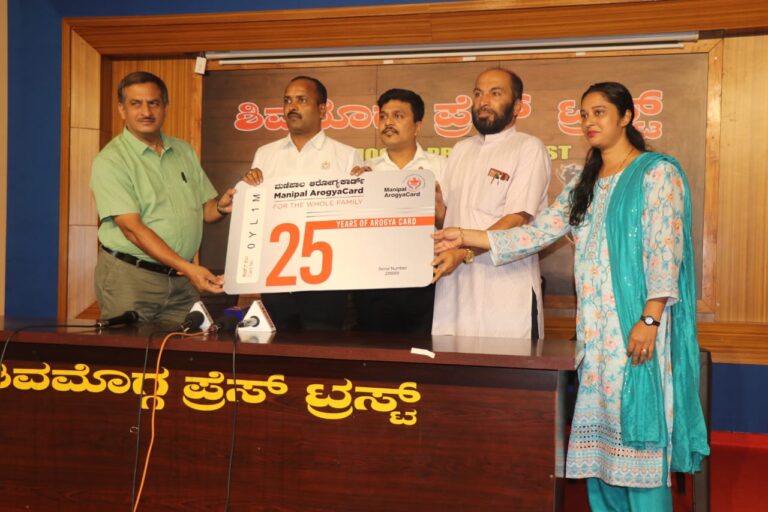 ಶಿವಮೊಗ್ಗ ಪ್ರೆಸ್ ಟ್ರಸ್ಟ್
ಮಣಿಪಾಲ ಆರೋಗ್ಯಕಾರ್ಡ್
Manipal ArogyaCard
FOR THE WHOLE FAMILY
Manipal
ArogyaCard
25 YEARS OF AROGYA CARD
0YL1M
Serial Number
ಶಿವಮೊಗ್ಗ ಪ್ರೆಸ್ ಟ್ರಸ್ಟ್